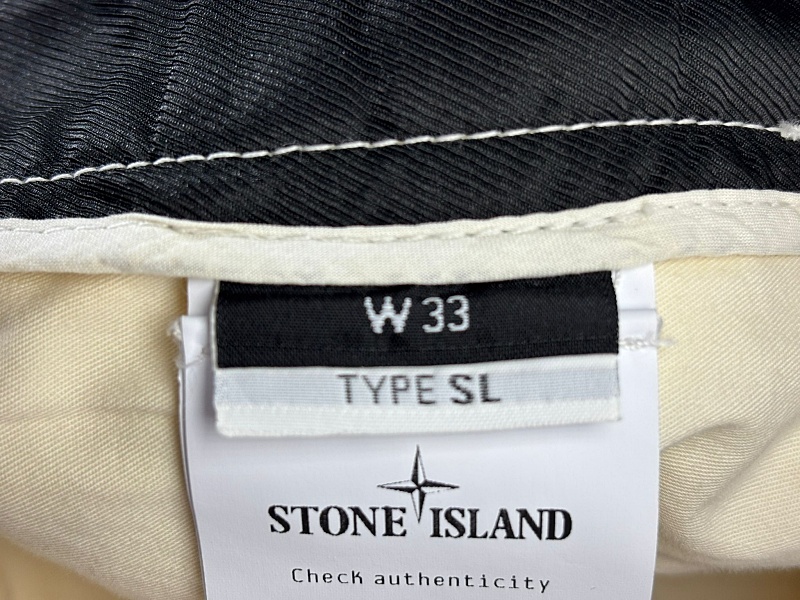 W 33
TYPE SL
STONE ISLAND
Check authenticity